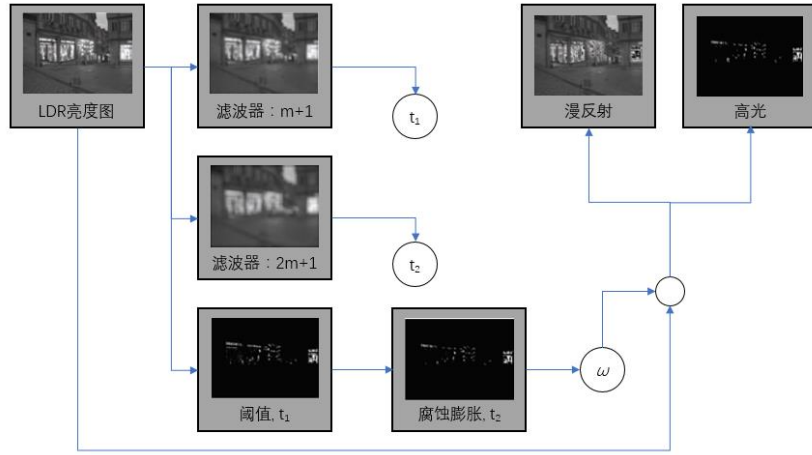 LDR亮度图
滤波器：m+1
t₁
漫反射
高光
滤波器：2m+1
t₂
阈值, t₁
腐蚀膨胀, t₂
ω